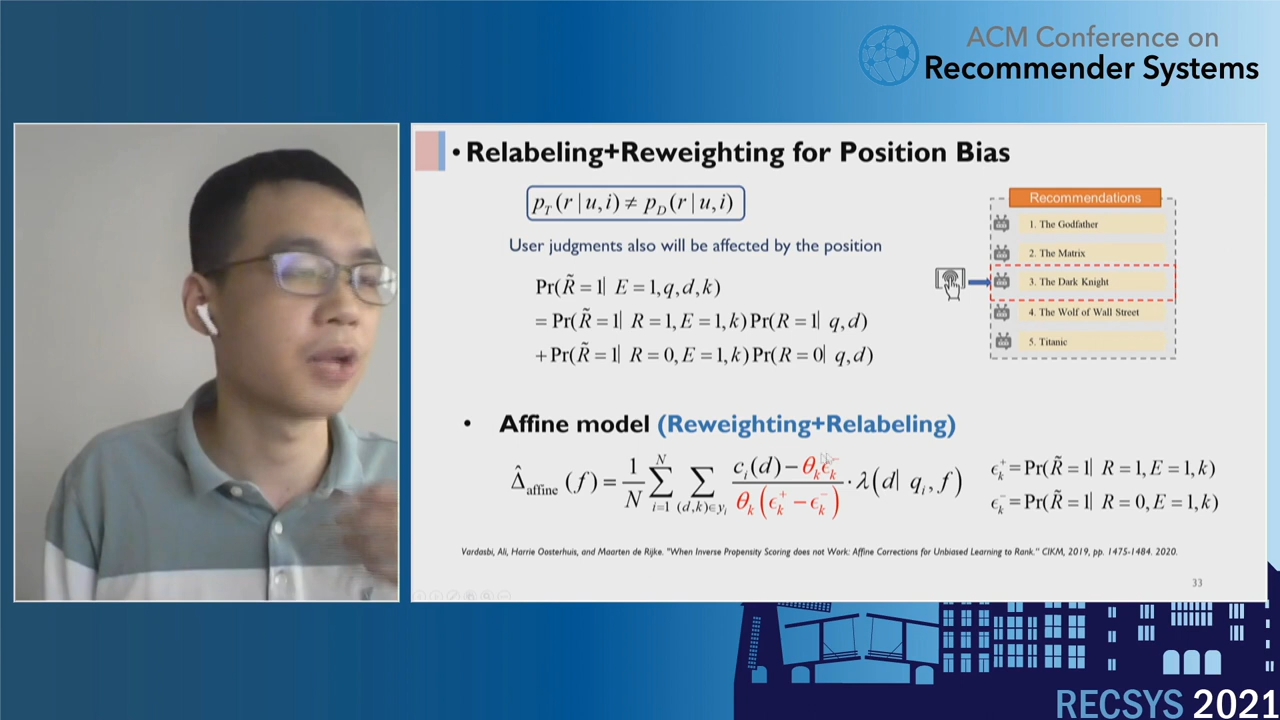 ACM Conference on
Recommender Systems
• Relabeling+Reweighting for Position Bias
p_T(r | u,i) ≠ p_D(r | u,i)
User judgments also will be affected by the position
Pr(R̃ = 1| E = 1,q,d,k)
= Pr(R̃ = 1| R = 1,E = 1,k)Pr(R = 1| q,d)
+Pr(R̃ = 1| R = 0,E = 1,k)Pr(R = 0| q,d)
Recommendations
1. The Godfather
2. The Matrix
3. The Dark Knight
4. The Wolf of Wall Street
5. Titanic
• Affine model (Reweighting+Relabeling)
Δ̂_affine(f) = 1/N ∑_{i=1}^{N} ∑_{(d,k)∈y_i} (c_i(d) − θ_k ϵ_k^-) / (θ_k(ϵ_k^+ − ϵ_k^-)) · λ(d| q_i, f)
ϵ_k^+ = Pr(R̃ = 1| R = 1,E = 1,k)
ϵ_k^- = Pr(R̃ = 1| R = 0,E = 1,k)
Vardasbi, Ali, Harrie Oosterhuis, and Maarten de Rijke. "When Inverse Propensity Scoring does not Work: Affine Corrections for Unbiased Learning to Rank." CIKM, 2019, pp. 1475-1484. 2020.
33
RECSYS 2021